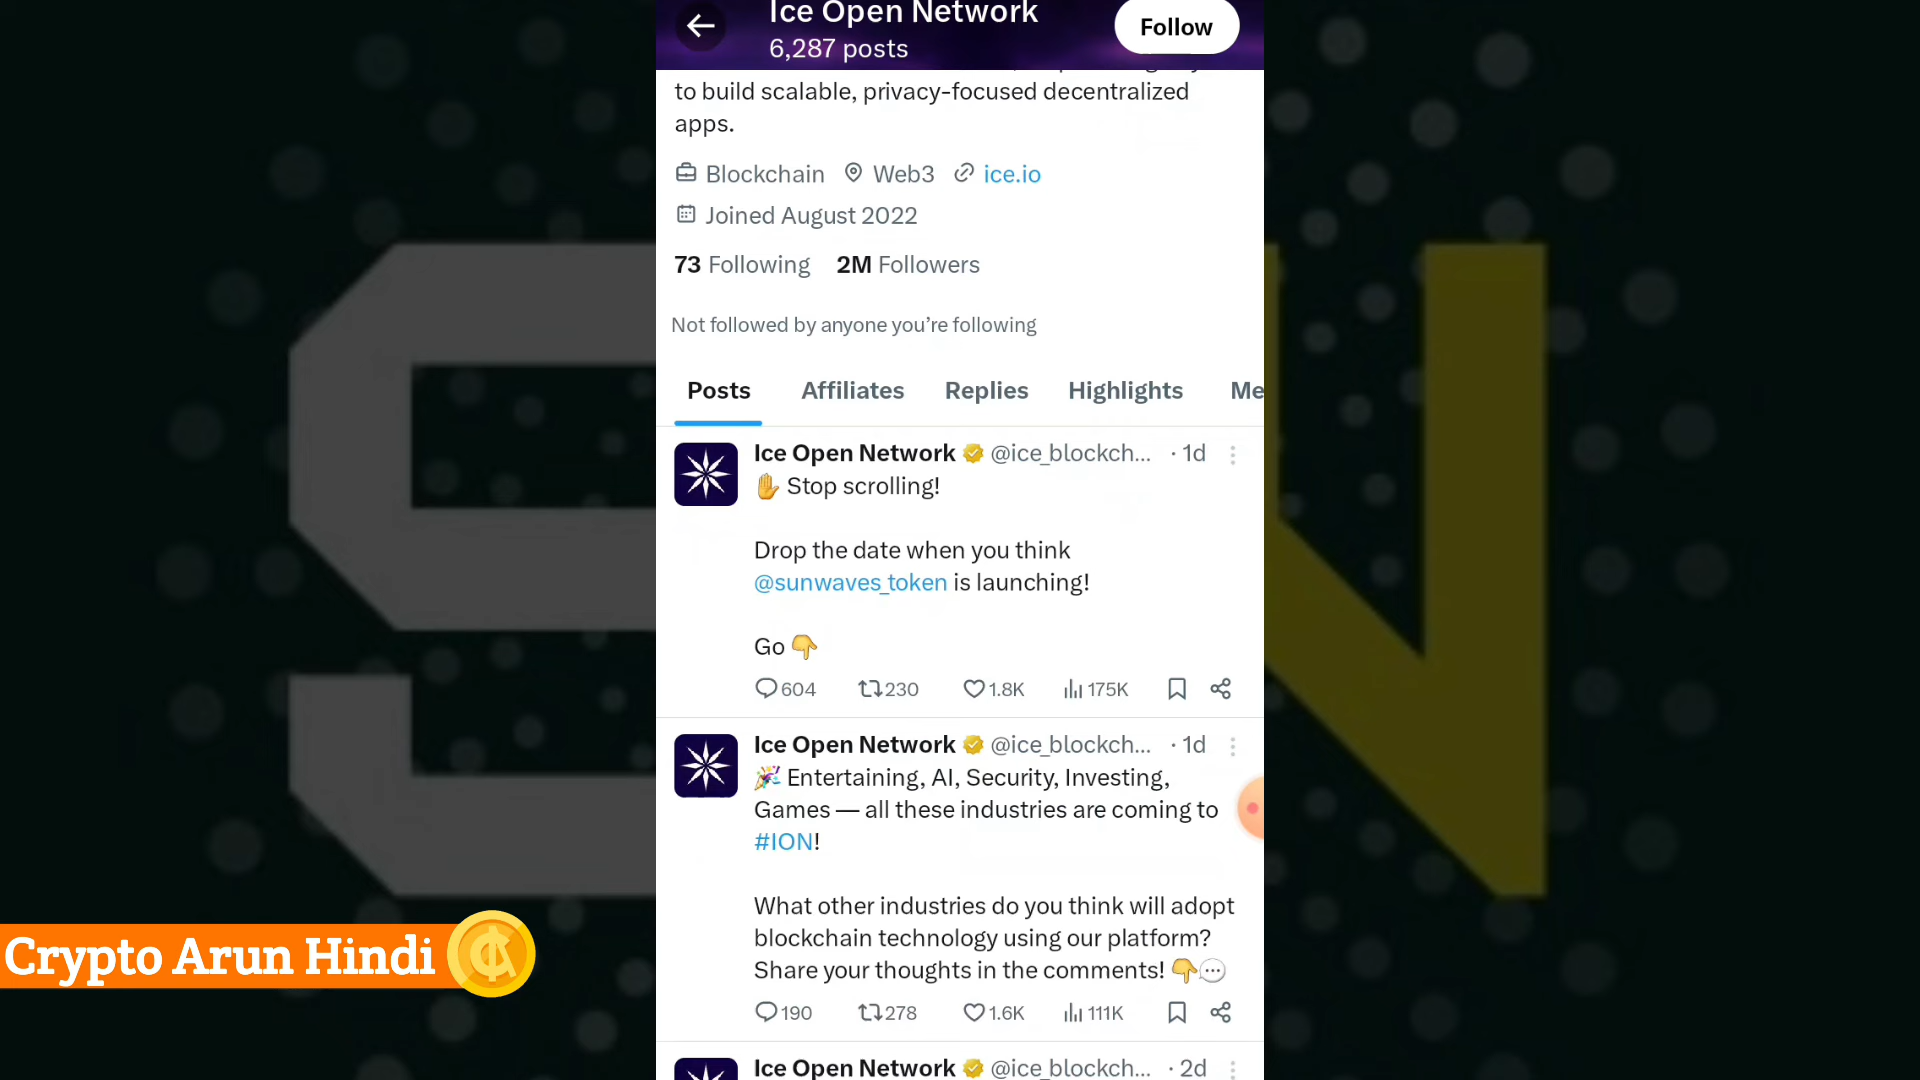 Ice Open Network
6,287 posts
Follow
to build scalable, privacy-focused decentralized
apps.
Blockchain Web3 ice.io
Joined August 2022
73 Following 2M Followers
Not followed by anyone you’re following
Posts Affiliates Replies Highlights Me
Ice Open Network @ice_blockch... · 1d
✋ Stop scrolling!
Drop the date when you think
@sunwaves_token is launching!
Go 👇
604 230 1.8K 175K
Ice Open Network @ice_blockch... · 1d
🎉 Entertaining, AI, Security, Investing,
Games — all these industries are coming to
#ION!
What other industries do you think will adopt
blockchain technology using our platform?
Share your thoughts in the comments! 👇💬
190 278 1.6K 111K
Ice Open Network @ice_blockch... · 2d
Crypto Arun Hindi